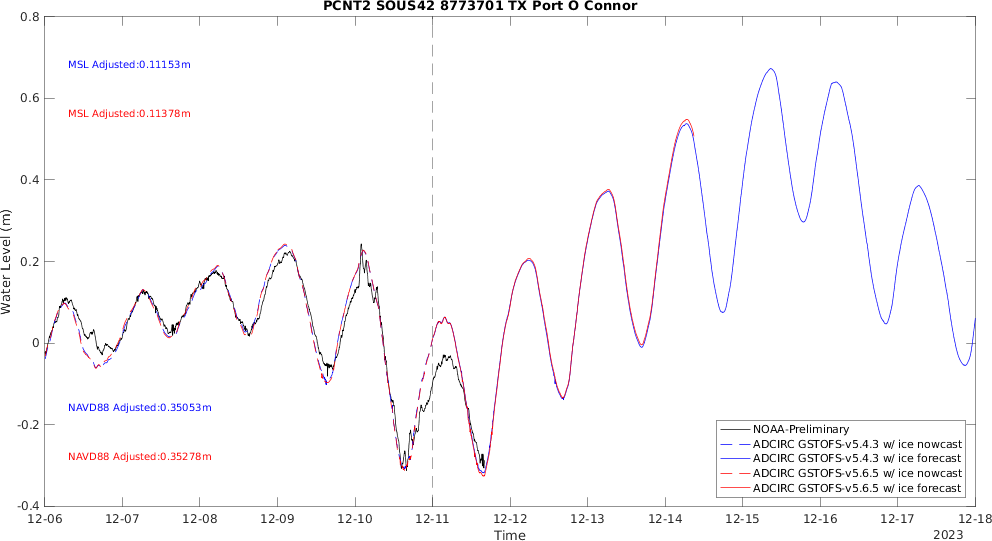 PCNT2 SOUS42 8773701 TX Port O Connor
Water Level (m)
0.8
0.6
0.4
0.2
0
-0.2
-0.4
MSL Adjusted:0.11153m
MSL Adjusted:0.11378m
NAVD88 Adjusted:0.35053m
NAVD88 Adjusted:0.35278m
NOAA-Preliminary
ADCIRC GSTOFS-v5.4.3 w/ ice nowcast
ADCIRC GSTOFS-v5.4.3 w/ ice forecast
ADCIRC GSTOFS-v5.6.5 w/ ice nowcast
ADCIRC GSTOFS-v5.6.5 w/ ice forecast
12-06 12-07 12-08 12-09 12-10 12-11 12-12 12-13 12-14 12-15 12-16 12-17 12-18
Time
2023